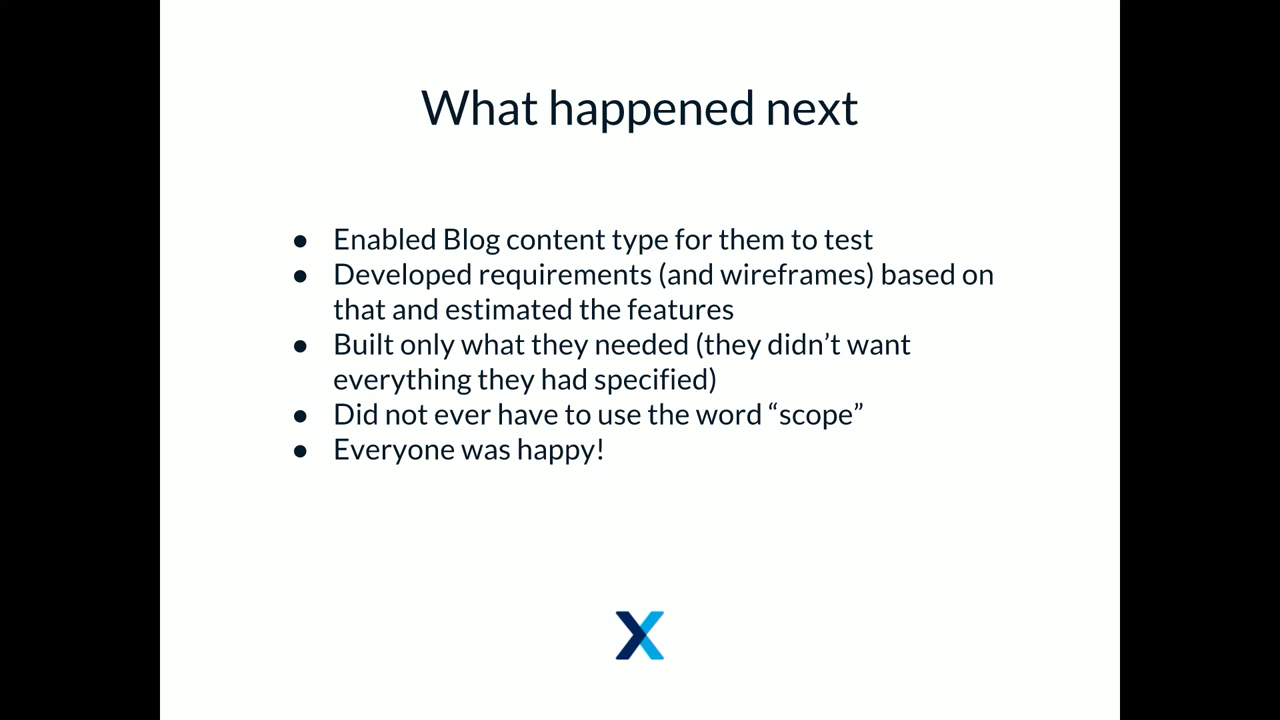 What happened next
● Enabled Blog content type for them to test
● Developed requirements (and wireframes) based on
that and estimated the features
● Built only what they needed (they didn’t want
everything they had specified)
● Did not ever have to use the word “scope”
● Everyone was happy!